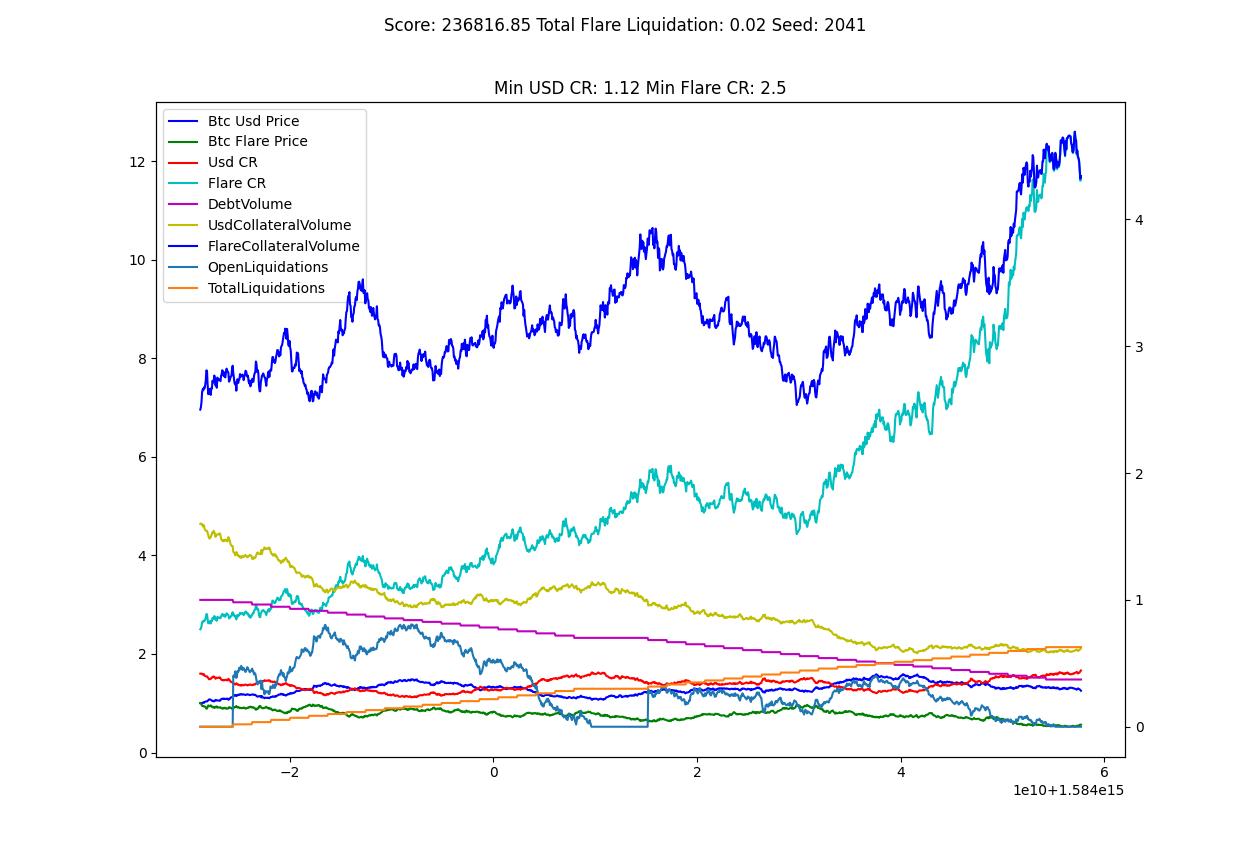 Score: 236816.85 Total Flare Liquidation: 0.02 Seed: 2041
Min USD CR: 1.12 Min Flare CR: 2.5
Btc Usd Price
Btc Flare Price
Usd CR
Flare CR
DebtVolume
UsdCollateralVolume
FlareCollateralVolume
OpenLiquidations
TotalLiquidations
12
10
8
6
4
2
0
4
3
2
1
0
−2 0 2 4 6
1e10+1.584e15